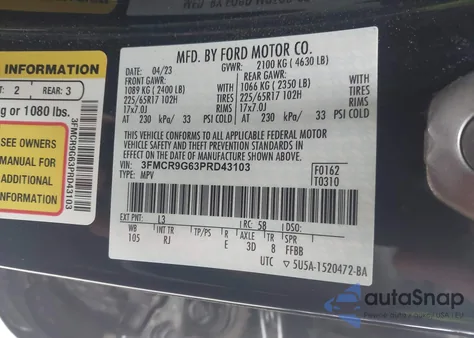 MFD. BY FORD MOTOR CO.
DATE: 04/23 GVWR: 2100 KG ( 4630 LB)
FRONT GAWR: REAR GAWR:
1089 KG ( 2400 LB) 1066 KG ( 2350 LB)
225/65R17 102H TIRES 225/65R17 102H TIRES
17x7.0J RIMS 17x7.0J RIMS
AT 230 kPa/ 33 PSI COLD AT 230 kPa/ 33 PSI COLD
THIS VEHICLE CONFORMS TO ALL APPLICABLE FEDERAL MOTOR
VEHICLE SAFETY AND THEFT PREVENTION STANDARDS IN EFFECT
ON THE DATE OF MANUFACTURE SHOWN ABOVE.
VIN: 3FMCR9G63PRD43103 F0162
TYPE: MPV T0310
EXT PNT: L3 RC: 58 DSO:
WB INT TR TP/PS R AXLE TR SPR
105 RJ E 3D 8 FFBB
UTC 5U5A-1520472-BA
INFORMATION
2 REAR: 3
or 1080 lbs.
SEE OWNERS
MANUAL FOR
ADDITIONAL
INFORMATION
3FMCR9G63PRD43103
autoSnap